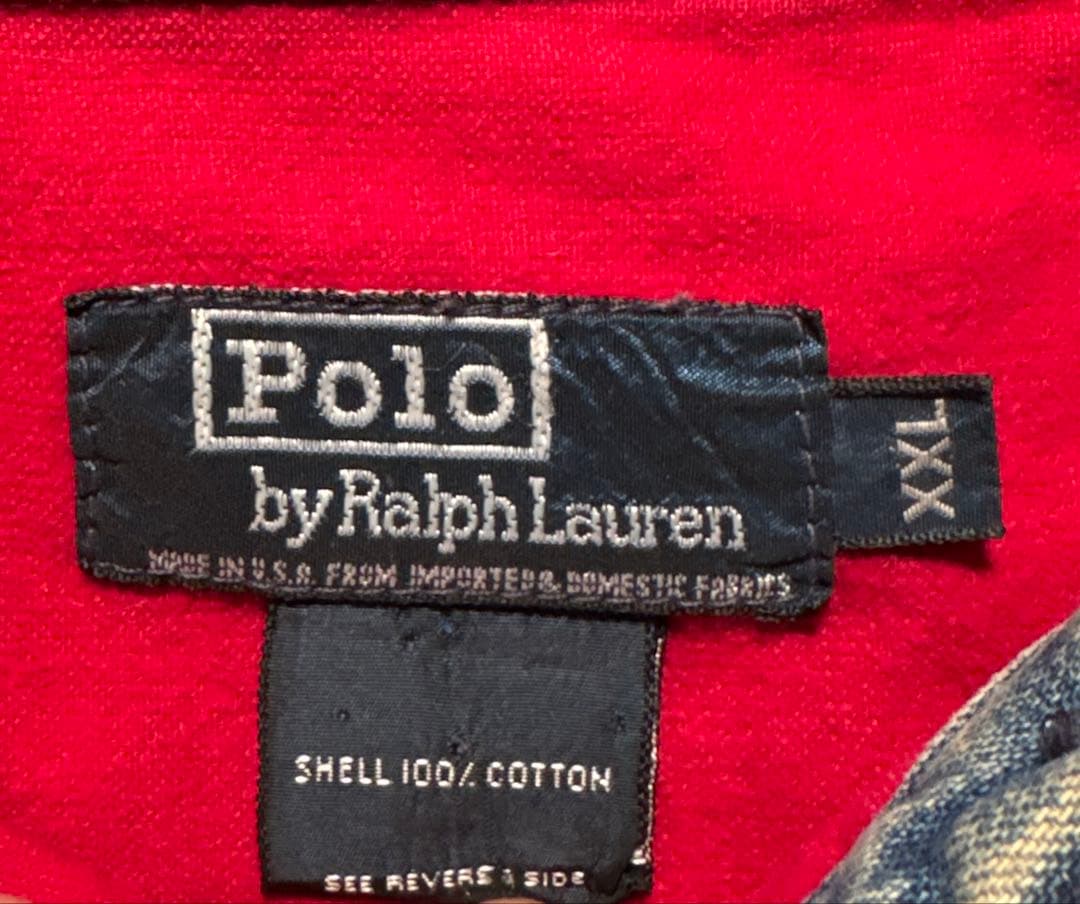 Polo
by Ralph Lauren
MADE IN U.S.A. FROM IMPORTED & DOMESTIC FABRICS
XXL
SHELL 100% COTTON
SEE REVERSE SIDE